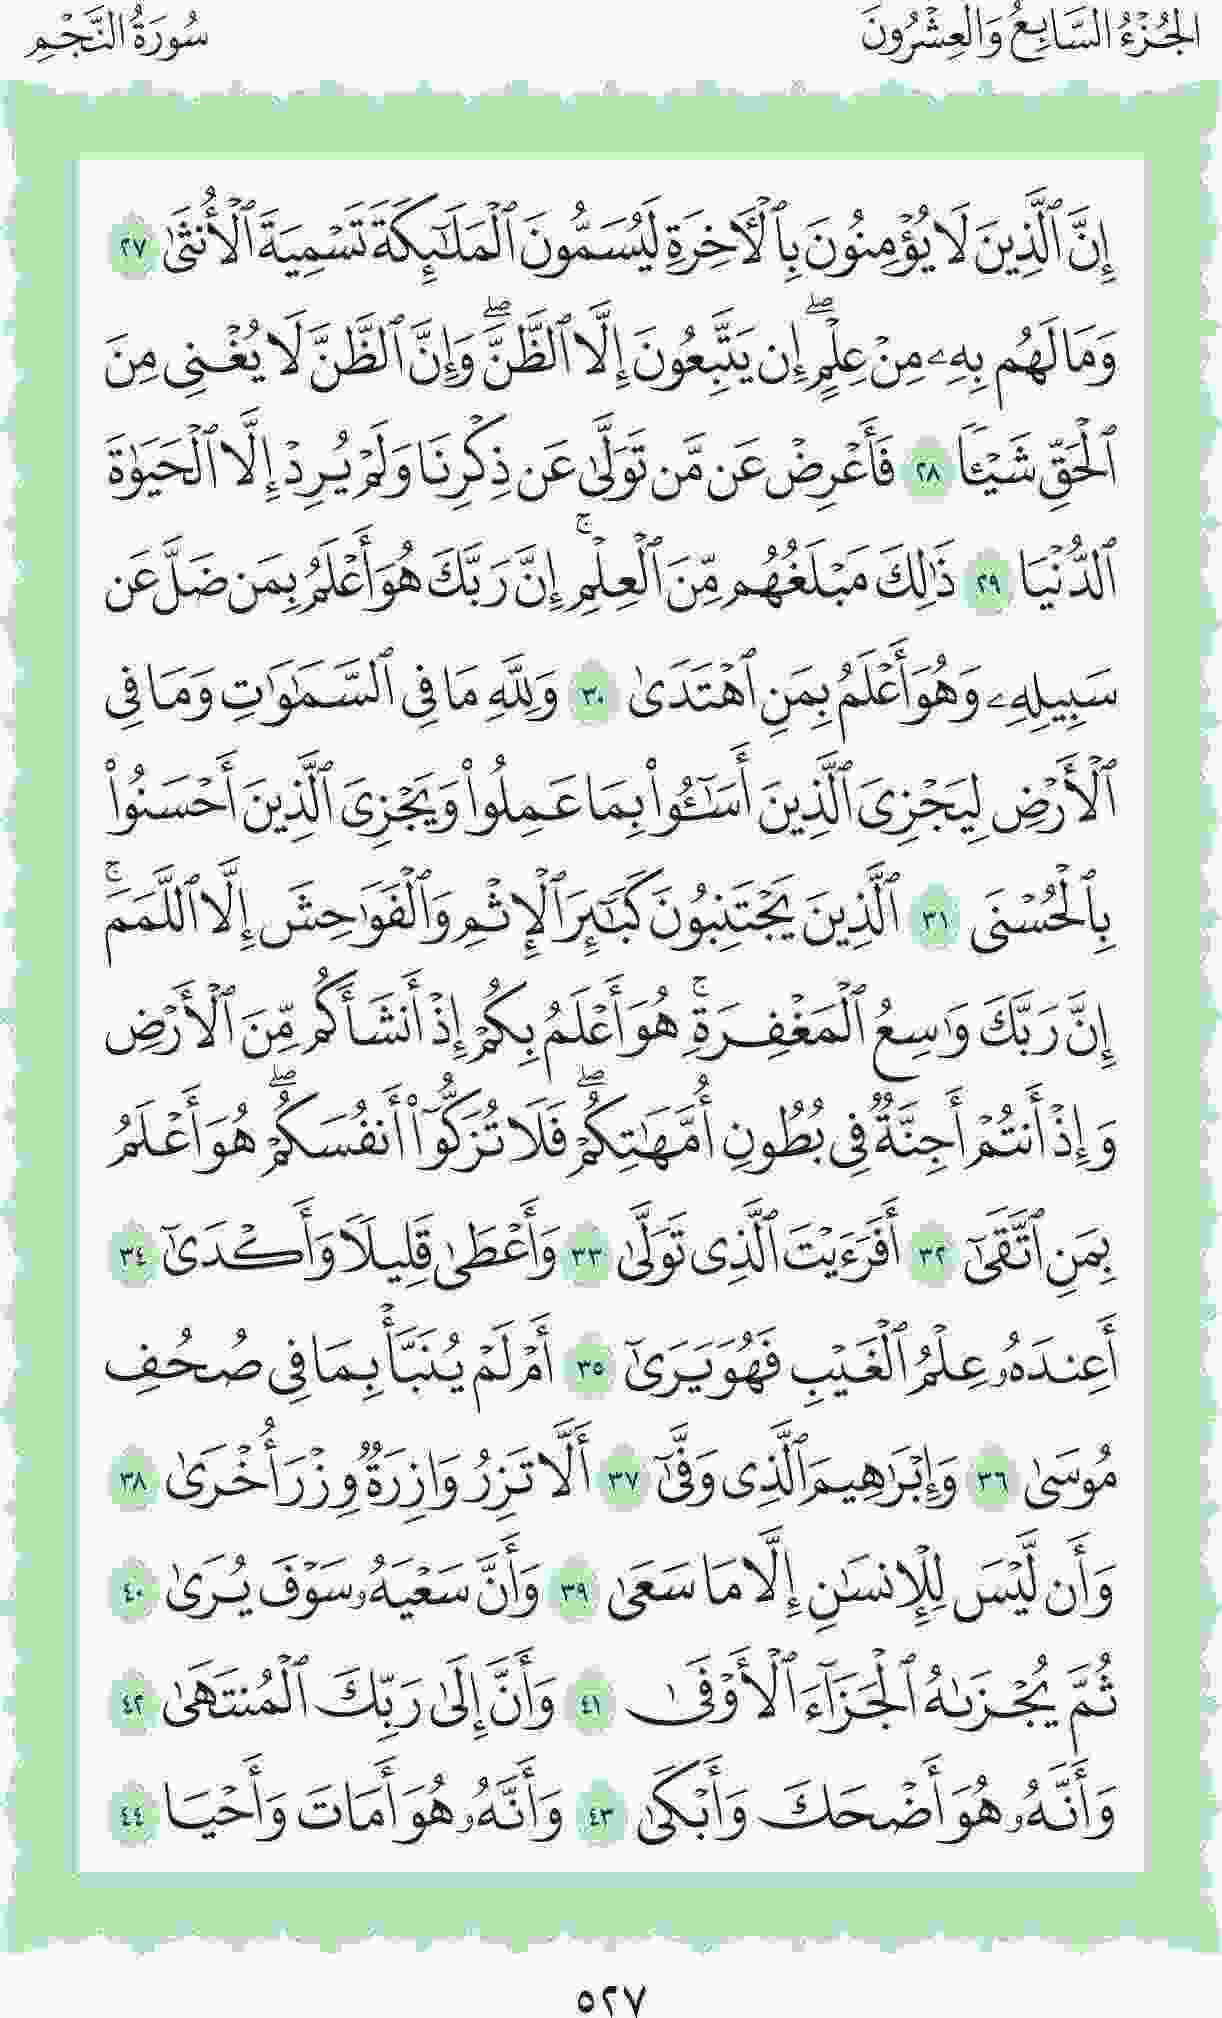 الجُزْءُ السَّابِعُ وَالعِشْرُونَ
سُورَةُ النَّجْمِ
إِنَّ ٱلَّذِينَ لَا يُؤْمِنُونَ بِٱلْأَخِرَةِ لَيُسَمُّونَ ٱلْمَلَٰٓئِكَةَ تَسْمِيَةَ ٱلْأُنثَىٰ ٢٧
وَمَا لَهُم بِهِۦ مِنْ عِلْمٍ ۖ إِن يَتَّبِعُونَ إِلَّا ٱلظَّنَّ ۖ وَإِنَّ ٱلظَّنَّ لَا يُغْنِى مِنَ
ٱلْحَقِّ شَيْـًٔا ٢٨ فَأَعْرِضْ عَن مَّن تَوَلَّىٰ عَن ذِكْرِنَا وَلَمْ يُرِدْ إِلَّا ٱلْحَيَوٰةَ
ٱلدُّنْيَا ٢٩ ذَٰلِكَ مَبْلَغُهُم مِّنَ ٱلْعِلْمِ ۚ إِنَّ رَبَّكَ هُوَ أَعْلَمُ بِمَن ضَلَّ عَن
سَبِيلِهِۦ وَهُوَ أَعْلَمُ بِمَنِ ٱهْتَدَىٰ ٣٠ وَلِلَّهِ مَا فِى ٱلسَّمَٰوَٰتِ وَمَا فِى
ٱلْأَرْضِ لِيَجْزِىَ ٱلَّذِينَ أَسَٰٓـُٔوا۟ بِمَا عَمِلُوا۟ وَيَجْزِىَ ٱلَّذِينَ أَحْسَنُوا۟
بِٱلْحُسْنَى ٣١ ٱلَّذِينَ يَجْتَنِبُونَ كَبَٰٓئِرَ ٱلْإِثْمِ وَٱلْفَوَٰحِشَ إِلَّا ٱللَّمَمَ ۚ
إِنَّ رَبَّكَ وَٰسِعُ ٱلْمَغْفِرَةِ ۚ هُوَ أَعْلَمُ بِكُمْ إِذْ أَنشَأَكُم مِّنَ ٱلْأَرْضِ
وَإِذْ أَنتُمْ أَجِنَّةٌ فِى بُطُونِ أُمَّهَٰتِكُمْ ۖ فَلَا تُزَكُّوٓا۟ أَنفُسَكُمْ ۖ هُوَ أَعْلَمُ
بِمَنِ ٱتَّقَىٰٓ ٣٢ أَفَرَءَيْتَ ٱلَّذِى تَوَلَّىٰ ٣٣ وَأَعْطَىٰ قَلِيلًا وَأَكْدَىٰٓ ٣٤
أَعِندَهُۥ عِلْمُ ٱلْغَيْبِ فَهُوَ يَرَىٰٓ ٣٥ أَمْ لَمْ يُنَبَّأْ بِمَا فِى صُحُفِ
مُوسَىٰ ٣٦ وَإِبْرَٰهِيمَ ٱلَّذِى وَفَّىٰٓ ٣٧ أَلَّا تَزِرُ وَازِرَةٌ وِزْرَ أُخْرَىٰ ٣٨
وَأَن لَّيْسَ لِلْإِنسَٰنِ إِلَّا مَا سَعَىٰ ٣٩ وَأَنَّ سَعْيَهُۥ سَوْفَ يُرَىٰ ٤٠
ثُمَّ يُجْزَىٰهُ ٱلْجَزَآءَ ٱلْأَوْفَىٰ ٤١ وَأَنَّ إِلَىٰ رَبِّكَ ٱلْمُنتَهَىٰ ٤٢
وَأَنَّهُۥ هُوَ أَضْحَكَ وَأَبْكَىٰ ٤٣ وَأَنَّهُۥ هُوَ أَمَاتَ وَأَحْيَا ٤٤
٥٢٧